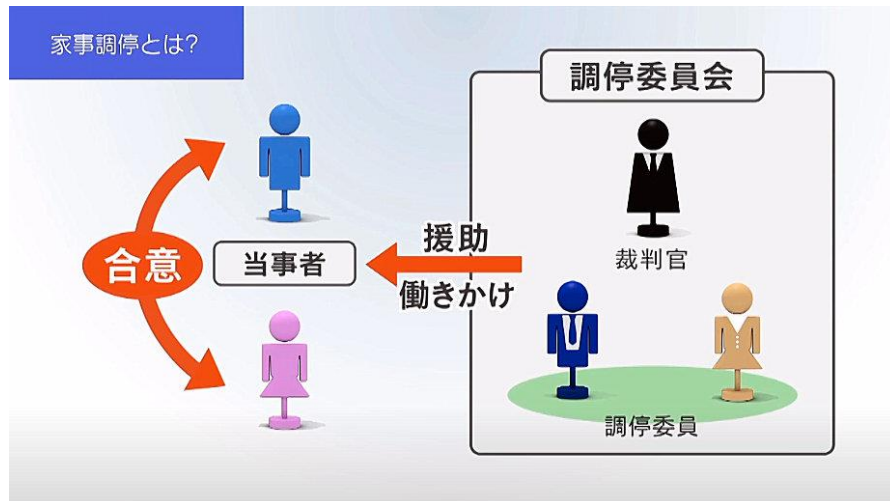 家事調停とは?
調停委員会
裁判官
調停委員
援助
働きかけ
当事者
合意